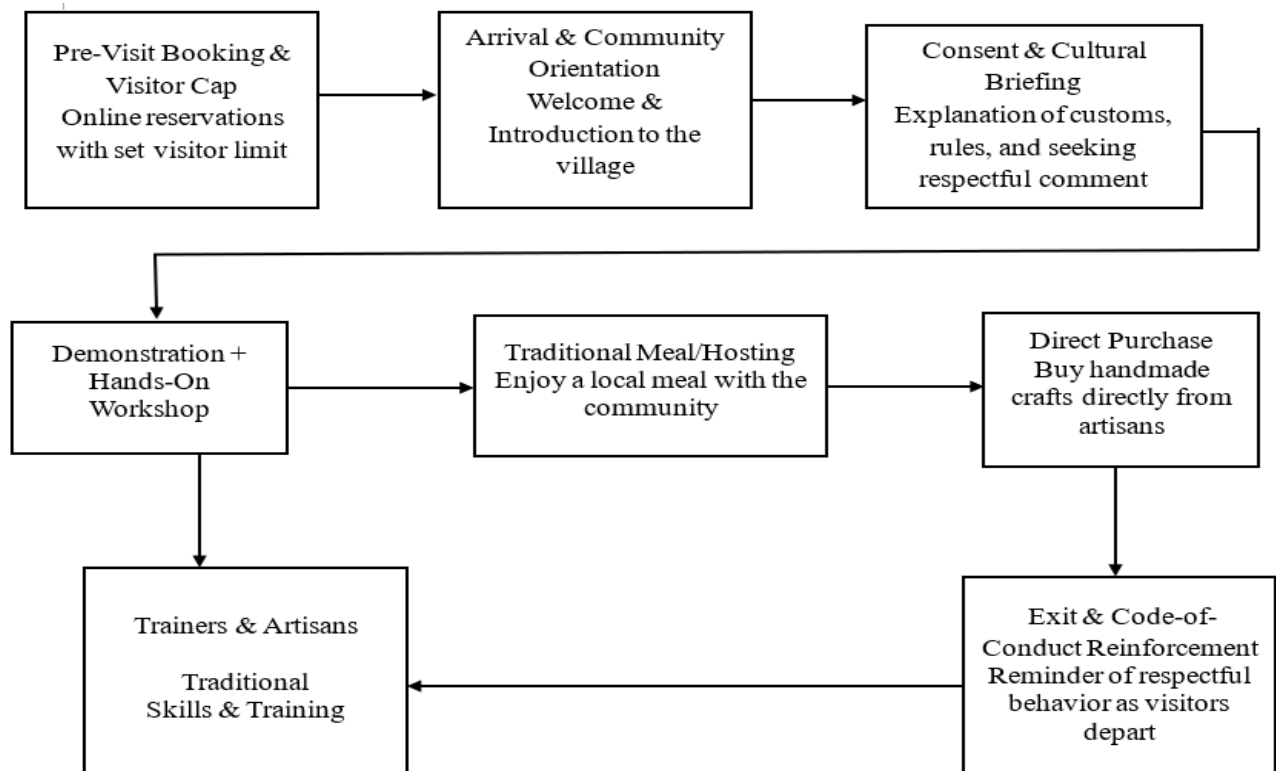 Pre-Visit Booking &
Visitor Cap
Online reservations
with set visitor limit
Arrival & Community
Orientation
Welcome &
Introduction to the
village
Consent & Cultural
Briefing
Explanation of customs,
rules, and seeking
respectful comment
Demonstration +
Hands-On
Workshop
Traditional Meal/Hosting
Enjoy a local meal with the
community
Direct Purchase
Buy handmade
crafts directly from
artisans
Trainers & Artisans
Traditional
Skills & Training
Exit & Code-of-
Conduct Reinforcement
Reminder of respectful
behavior as visitors
depart